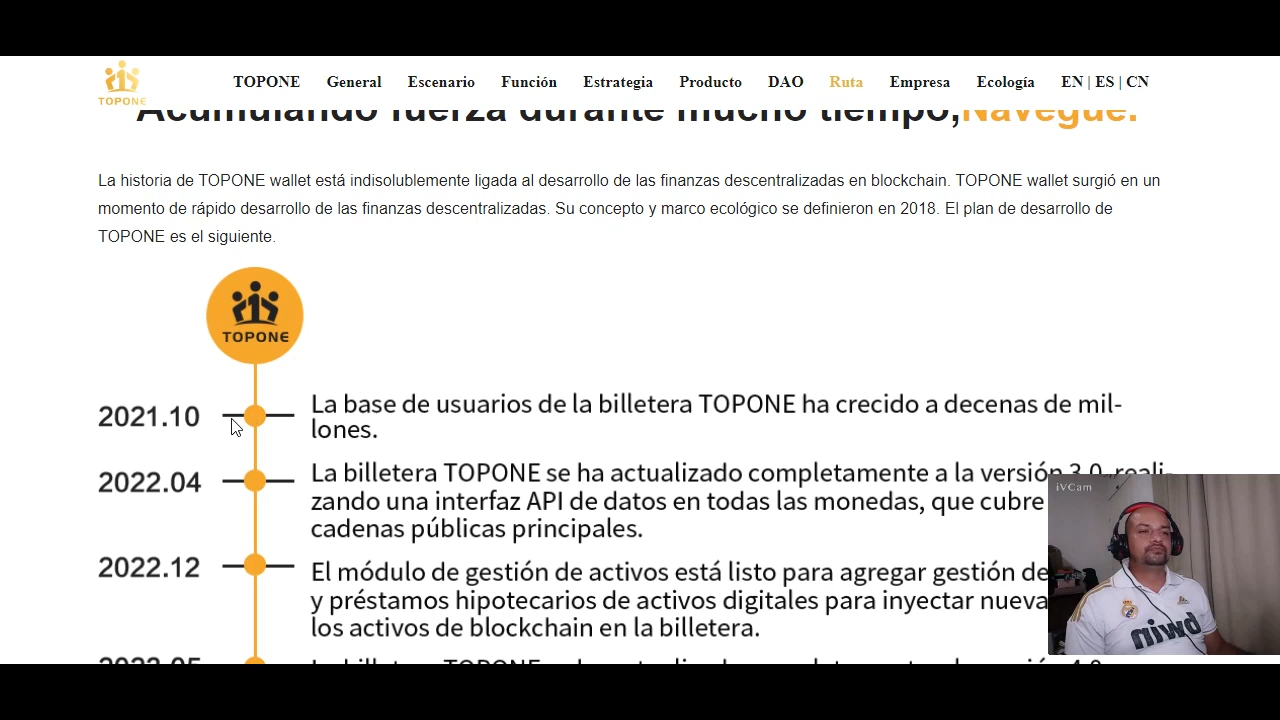 TOPONE
TOPONE General Escenario Función Estrategia Producto DAO Ruta Empresa Ecología EN | ES | CN
Acumulando fuerza durante mucho tiempo,Navegue.
La historia de TOPONE wallet está indisolublemente ligada al desarrollo de las finanzas descentralizadas en blockchain. TOPONE wallet surgió en un
momento de rápido desarrollo de las finanzas descentralizadas. Su concepto y marco ecológico se definieron en 2018. El plan de desarrollo de
TOPONE es el siguiente.
TOPONE
2021.10 La base de usuarios de la billetera TOPONE ha crecido a decenas de mil-
lones.
2022.04 La billetera TOPONE se ha actualizado completamente a la versión 3.0, reali-
zando una interfaz API de datos en todas las monedas, que cubre
cadenas públicas principales.
2022.12 El módulo de gestión de activos está listo para agregar gestión de
y préstamos hipotecarios de activos digitales para inyectar nueva
los activos de blockchain en la billetera.
iVCam
bwin